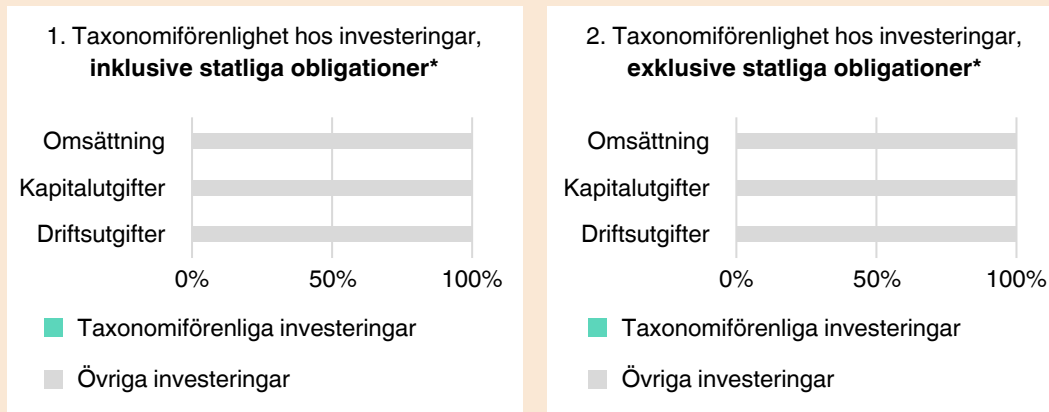 1. Taxonomiförenlighet hos investeringar,
inklusive statliga obligationer*
Omsättning
Kapitalutgifter
Driftsutgifter
0% 50% 100%
Taxonomiförenliga investeringar
Övriga investeringar
2. Taxonomiförenlighet hos investeringar,
exklusive statliga obligationer*
Omsättning
Kapitalutgifter
Driftsutgifter
0% 50% 100%
Taxonomiförenliga investeringar
Övriga investeringar